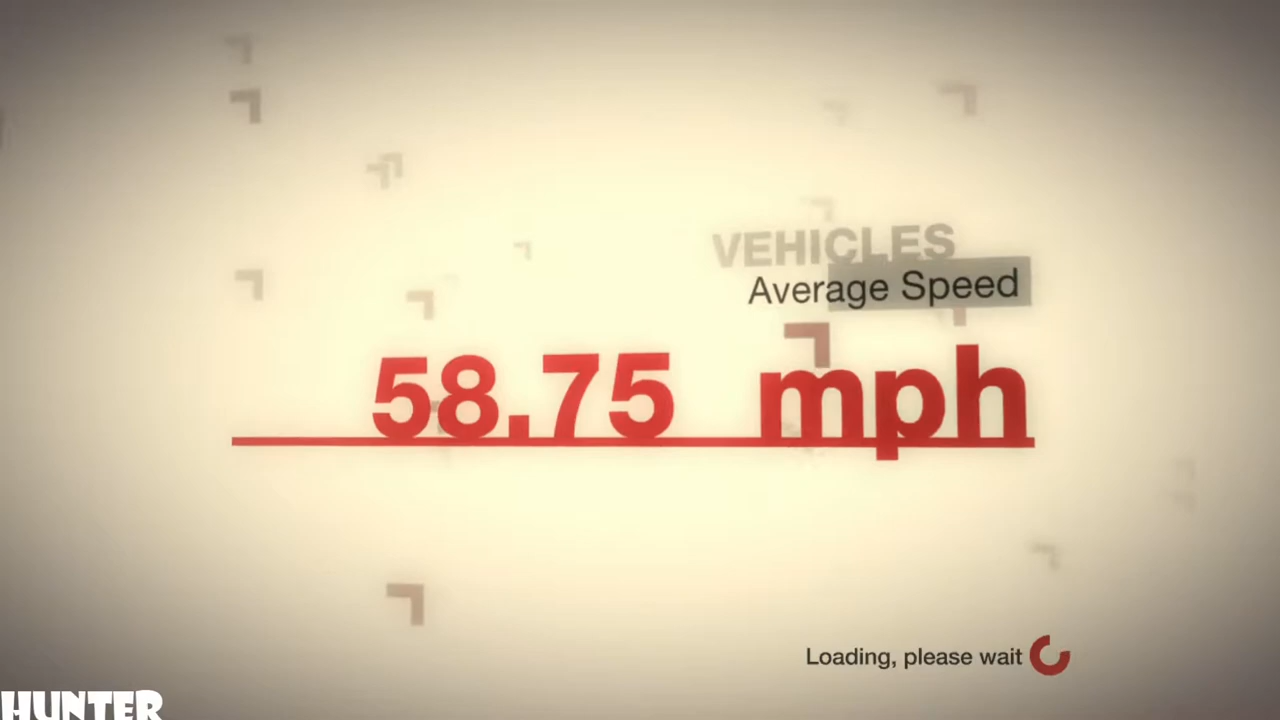 VEHICLES
Average Speed
58.75 mph
Loading, please wait
HUNTER